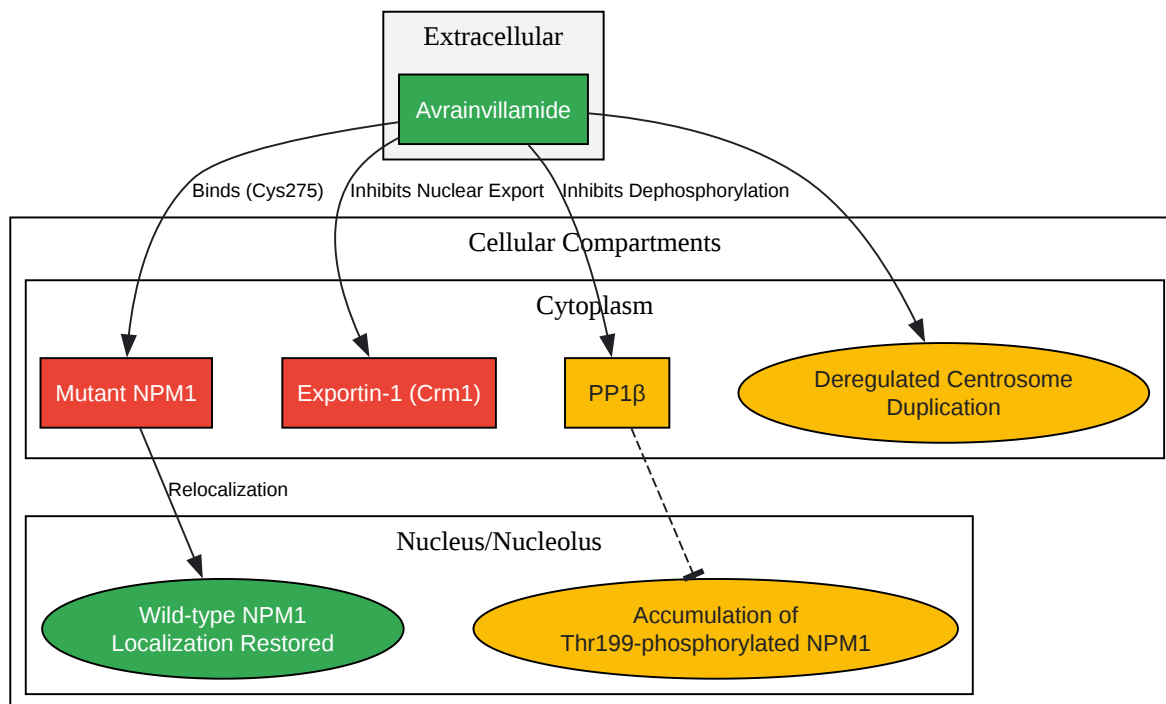 Extracellular
Avrainvillamide
Binds (Cys275)
Inhibits Nuclear Export
Inhibits Dephosphorylation
Cellular Compartments
Cytoplasm
Mutant NPM1
Exportin-1 (Crm1)
PP1β
Deregulated Centrosome
Duplication
Relocalization
Nucleus/Nucleolus
Wild-type NPM1
Localization Restored
Accumulation of
Thr199-phosphorylated NPM1